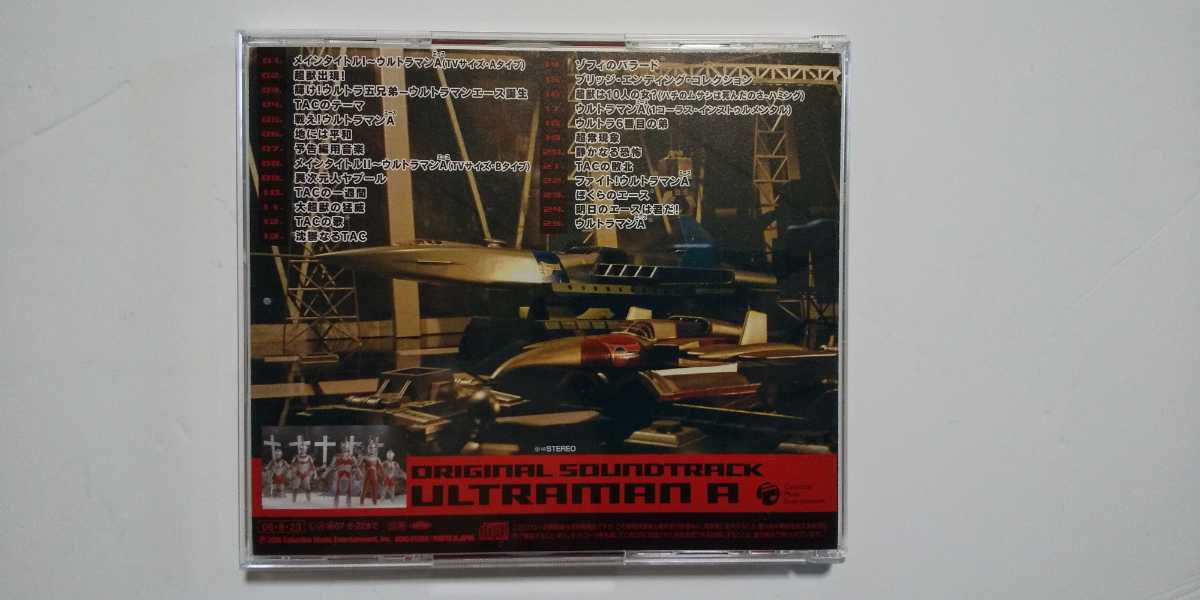 01. メインタイトルI〜ウルトラマンA(TVサイズ・Aタイプ)
02. 超獣出現!
03. 輝け!ウルトラ五兄弟〜ウルトラマンエース誕生
04. TACのテーマ
05. 戦え!ウルトラマンA
06. 地には平和
07. 予告編用音楽
08. メインタイトルII〜ウルトラマンA(TVサイズ・Bタイプ)
09. 異次元人ヤプール
10. TACの一週間
11. 大超獣の猛威
12. TACの歌
13. 沈鬱なるTAC
14. ゾフィのバラード
15. ブリッジ・エンディング・コレクション
16. 超獣は10人の女?(ハチのムサシは死んだのさ・ハミング)
17. ウルトラマンA(1コーラス・インストゥルメンタル)
18. ウルトラ6番目の弟
19. 超常現象
20. 静かなる恐怖
21. TACの敗北
22. ファイト!ウルトラマンA
23. ぼくらのエース
24. 明日のエースは君だ!
25. ウルトラマンA
STEREO
ORIGINAL SOUNDTRACK
ULTRAMAN A
Columbia Music Entertainment
06・8・23
2006 Columbia Music Entertainment, Inc.